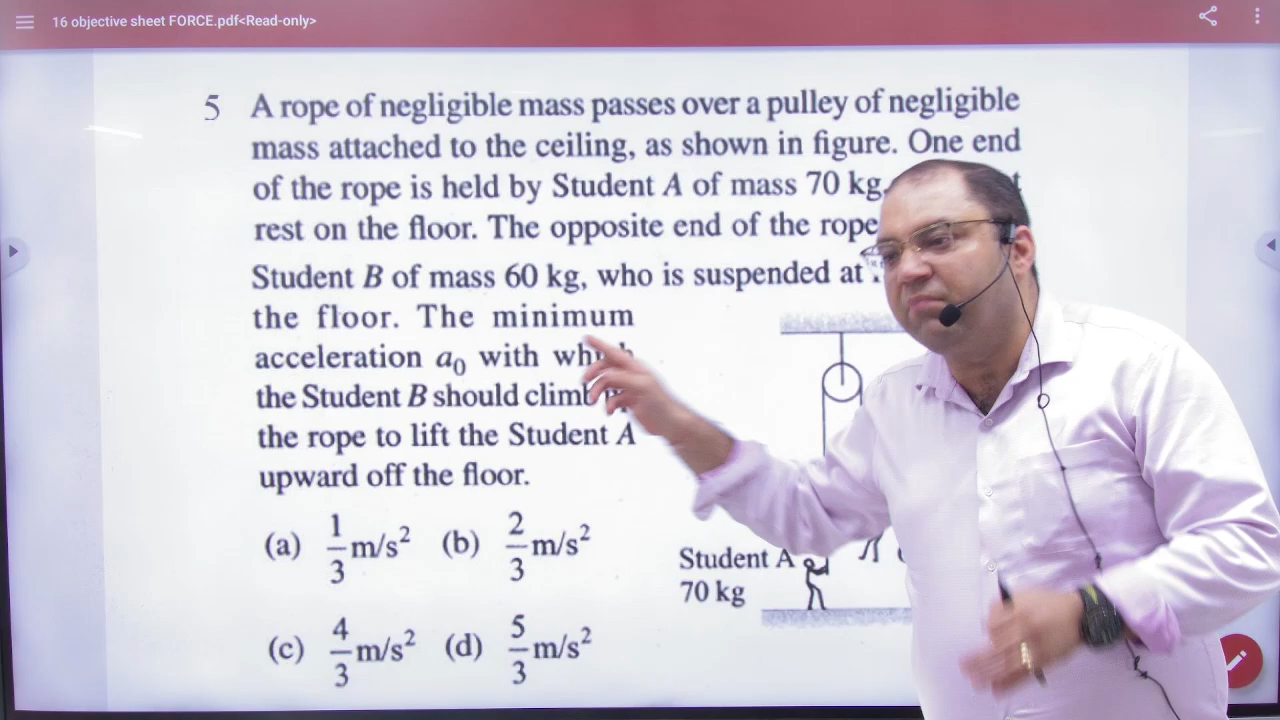 16 objective sheet FORCE.pdf<Read-only>
5 A rope of negligible mass passes over a pulley of negligible
mass attached to the ceiling, as shown in figure. One end
of the rope is held by Student A of mass 70 kg,
rest on the floor. The opposite end of the rope
Student B of mass 60 kg, who is suspended at
the floor. The minimum
acceleration a₀ with which
the Student B should climb
the rope to lift the Student A
upward off the floor.
(a) 1/3 m/s² (b) 2/3 m/s²
(c) 4/3 m/s² (d) 5/3 m/s²
Student A
70 kg